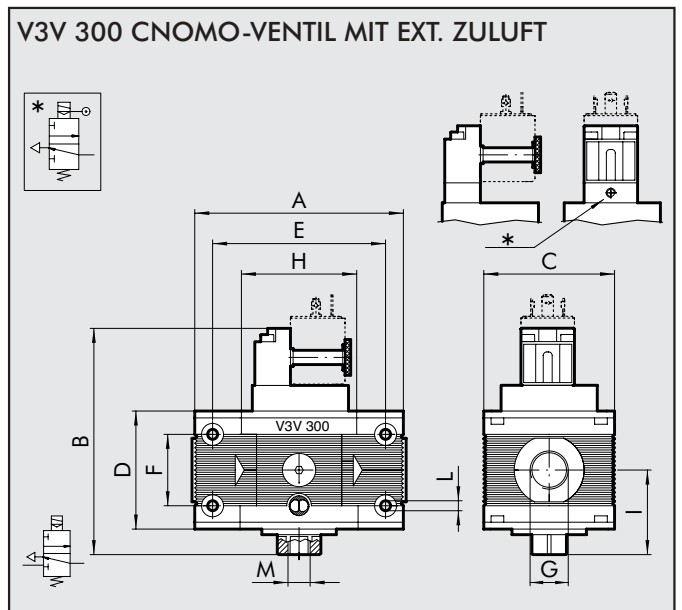 V3V 300 CNOMO-VENTIL MIT EXT. ZULUFT
*
A
*
E
H
C
V3V 300
B
D
F
L
I
M
G